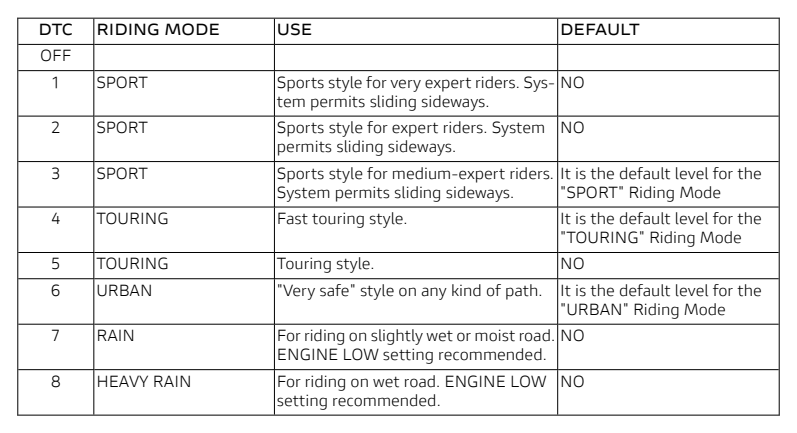 DTC RIDING MODE USE DEFAULT
OFF
1 SPORT Sports style for very expert riders. Sys- NO
tem permits sliding sideways.
2 SPORT Sports style for expert riders. System NO
permits sliding sideways.
3 SPORT Sports style for medium-expert riders. It is the default level for the
System permits sliding sideways. "SPORT" Riding Mode
4 TOURING Fast touring style. It is the default level for the
"TOURING" Riding Mode
5 TOURING Touring style. NO
6 URBAN "Very safe" style on any kind of path. It is the default level for the
"URBAN" Riding Mode
7 RAIN For riding on slightly wet or moist road. NO
ENGINE LOW setting recommended.
8 HEAVY RAIN For riding on wet road. ENGINE LOW NO
setting recommended.